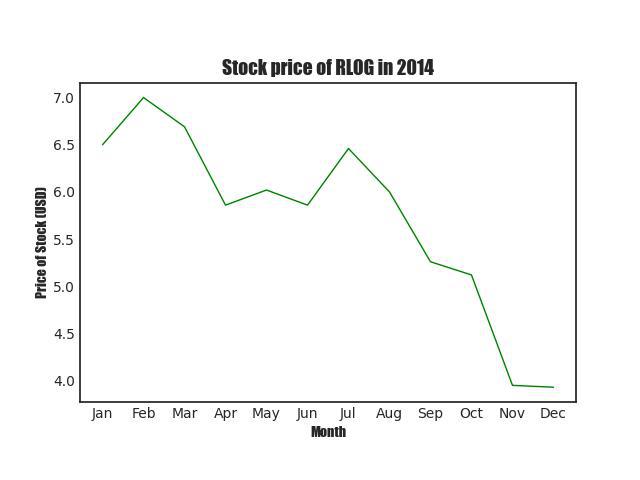 Stock price of RLOG in 2014
Price of Stock (USD)
7.0
6.5
6.0
5.5
5.0
4.5
4.0
Jan Feb Mar Apr May Jun Jul Aug Sep Oct Nov Dec
Month